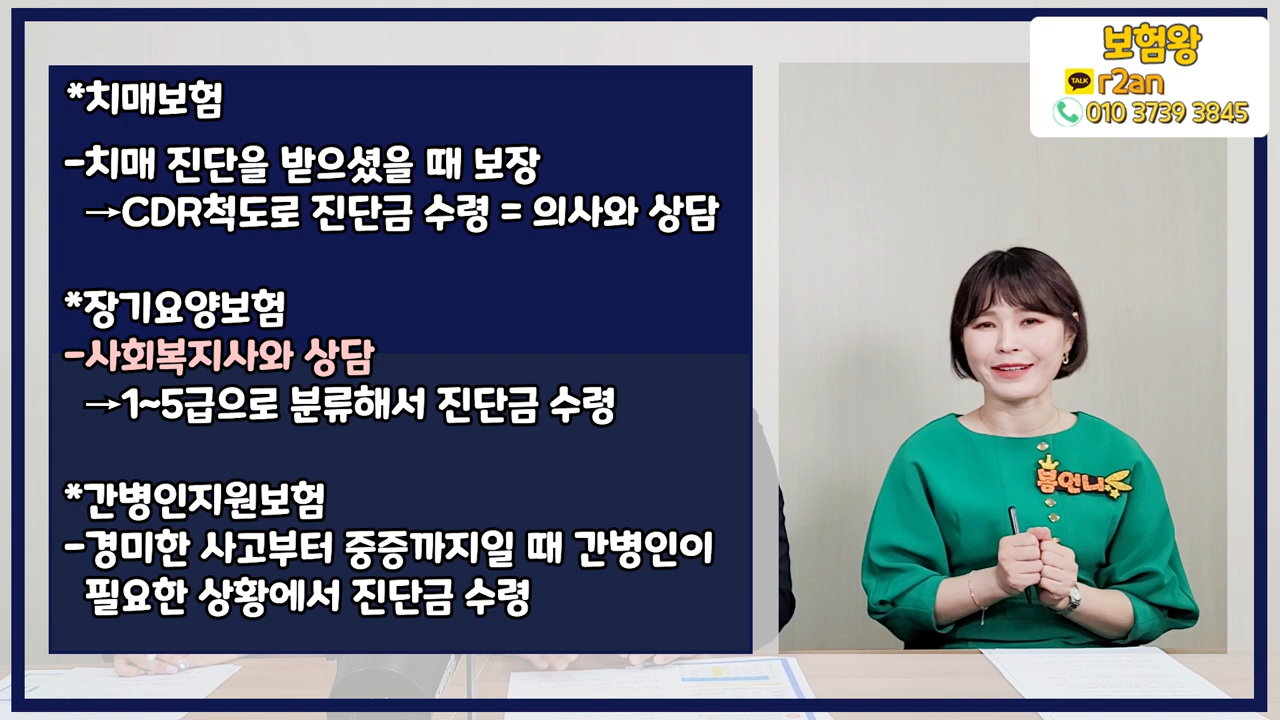 보험왕
TALK r2an
010 3739 3845
*치매보험
-치매 진단을 받으셨을 때 보장
→CDR척도로 진단금 수령 = 의사와 상담
*장기요양보험
-사회복지사와 상담
→1~5급으로 분류해서 진단금 수령
*간병인지원보험
-경미한 사고부터 중증까지일 때 간병인이
필요한 상황에서 진단금 수령
봄언니